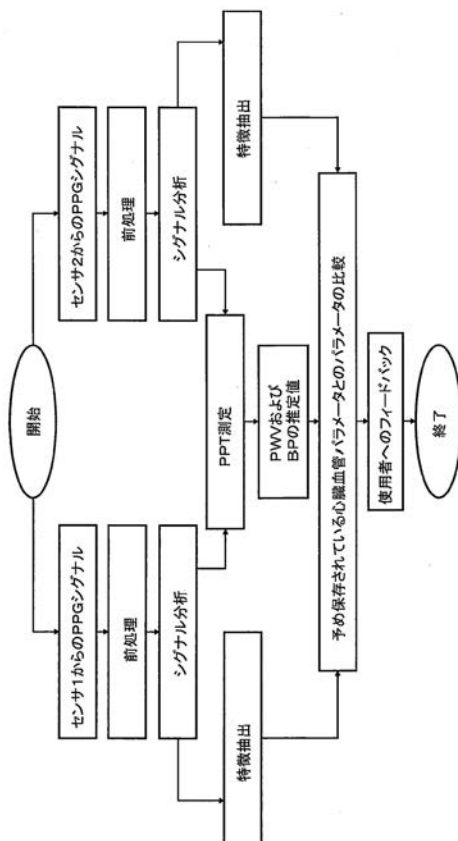 開始
センサ1からのPPGシグナル
センサ2からのPPGシグナル
前処理
前処理
シグナル分析
シグナル分析
特徴抽出
PPT測定
特徴抽出
PWVおよび
BPの推定値
予め保存されている心臓血管パラメータとのパラメータの比較
使用者へのフィードバック
終了